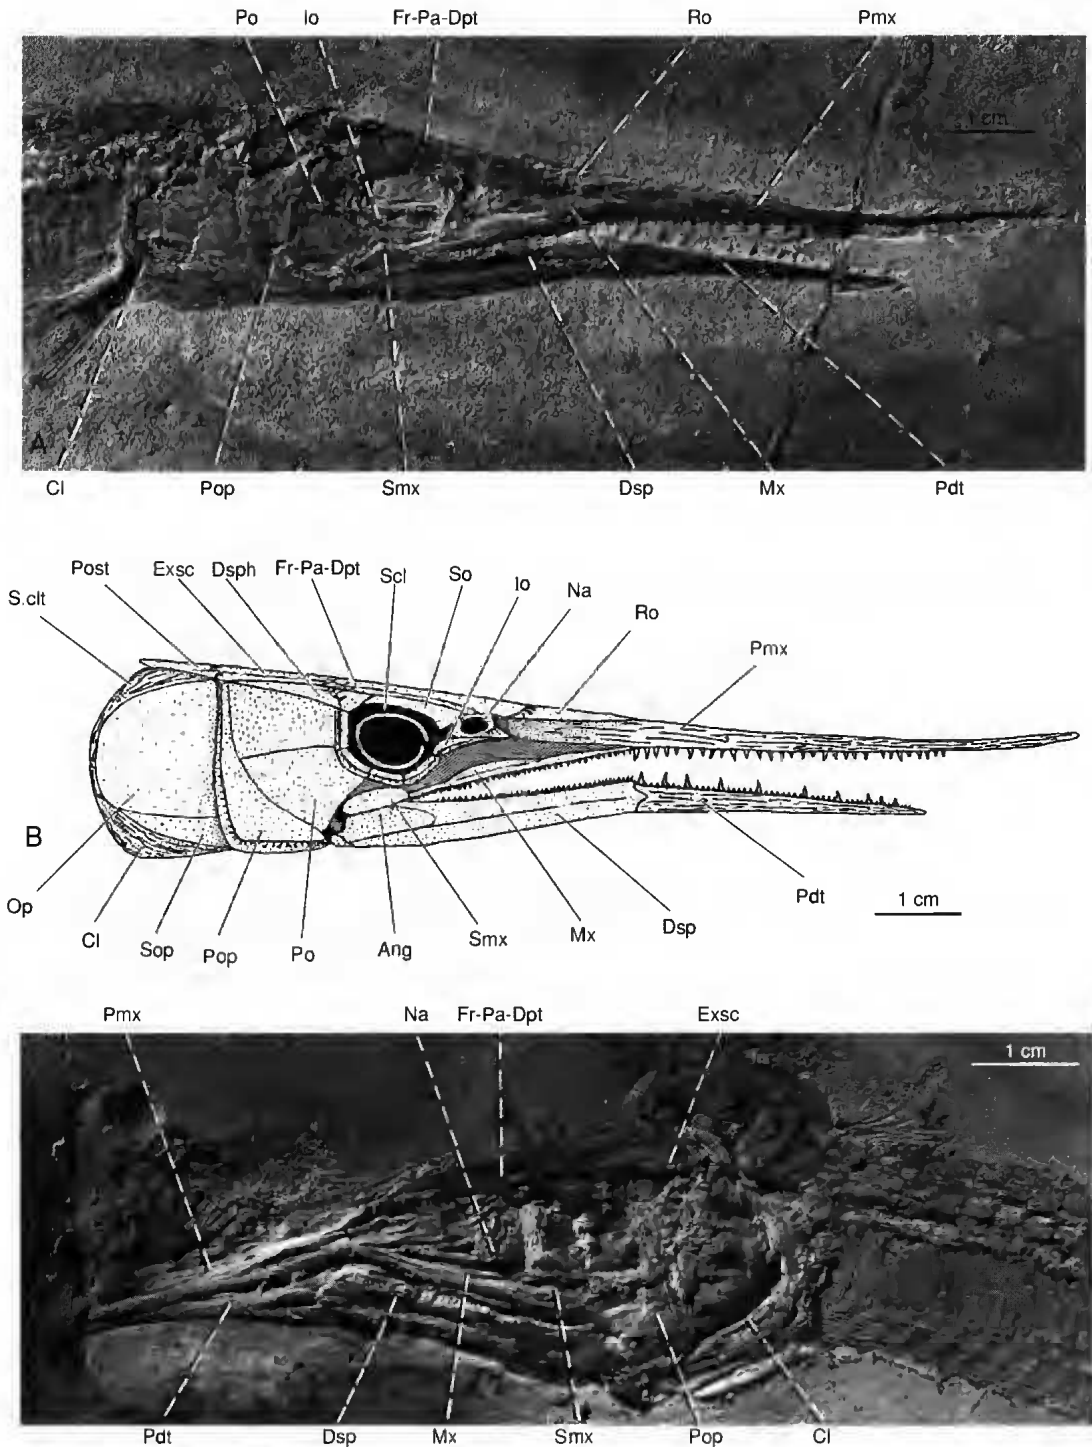 Po Io Fr-Pa-Dpt Ro Pmx
1 cm
A
Cl Pop Smx Dsp Mx Pdt
Post Exsc Dsph Fr-Pa-Dpt Scl So Io Na
S.clt
Ro
Pmx
B
Op
Cl Sop Pop Po Ang Smx Mx Dsp Pdt
1 cm
Pmx Na Fr-Pa-Dpt Exsc
1 cm
Pdt Dsp Mx Smx Pop Cl